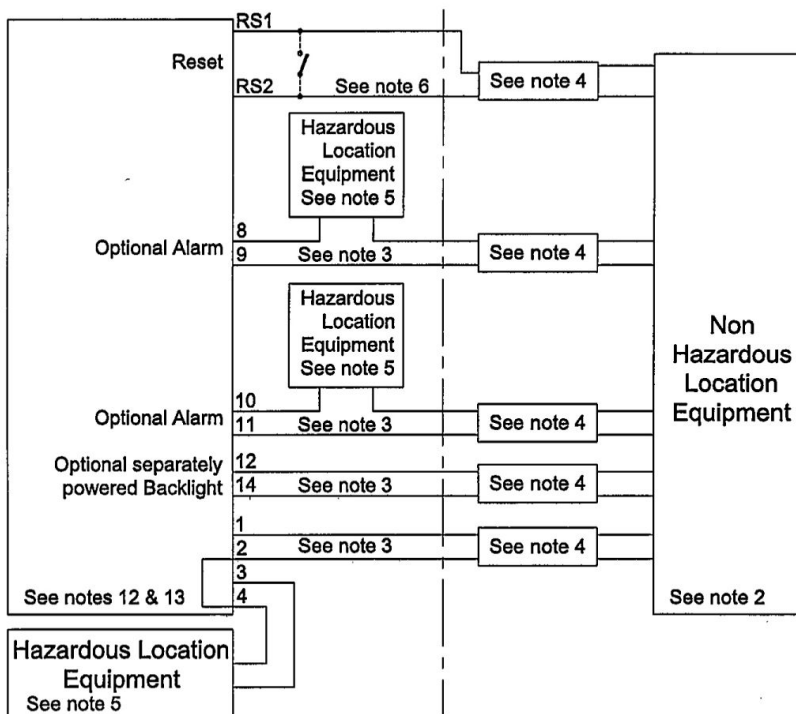 RS1
Reset
RS2
See note 6
See note 4
Hazardous
Location
Equipment
See note 5
8
Optional Alarm
9
See note 3
See note 4
Hazardous
Location
Equipment
See note 5
10
Optional Alarm
11
See note 3
See note 4
Optional separately
powered Backlight
12
14
See note 3
See note 4
1
2
See note 3
See note 4
3
4
See notes 12 & 13
Non
Hazardous
Location
Equipment
See note 2
Hazardous Location
Equipment
See note 5